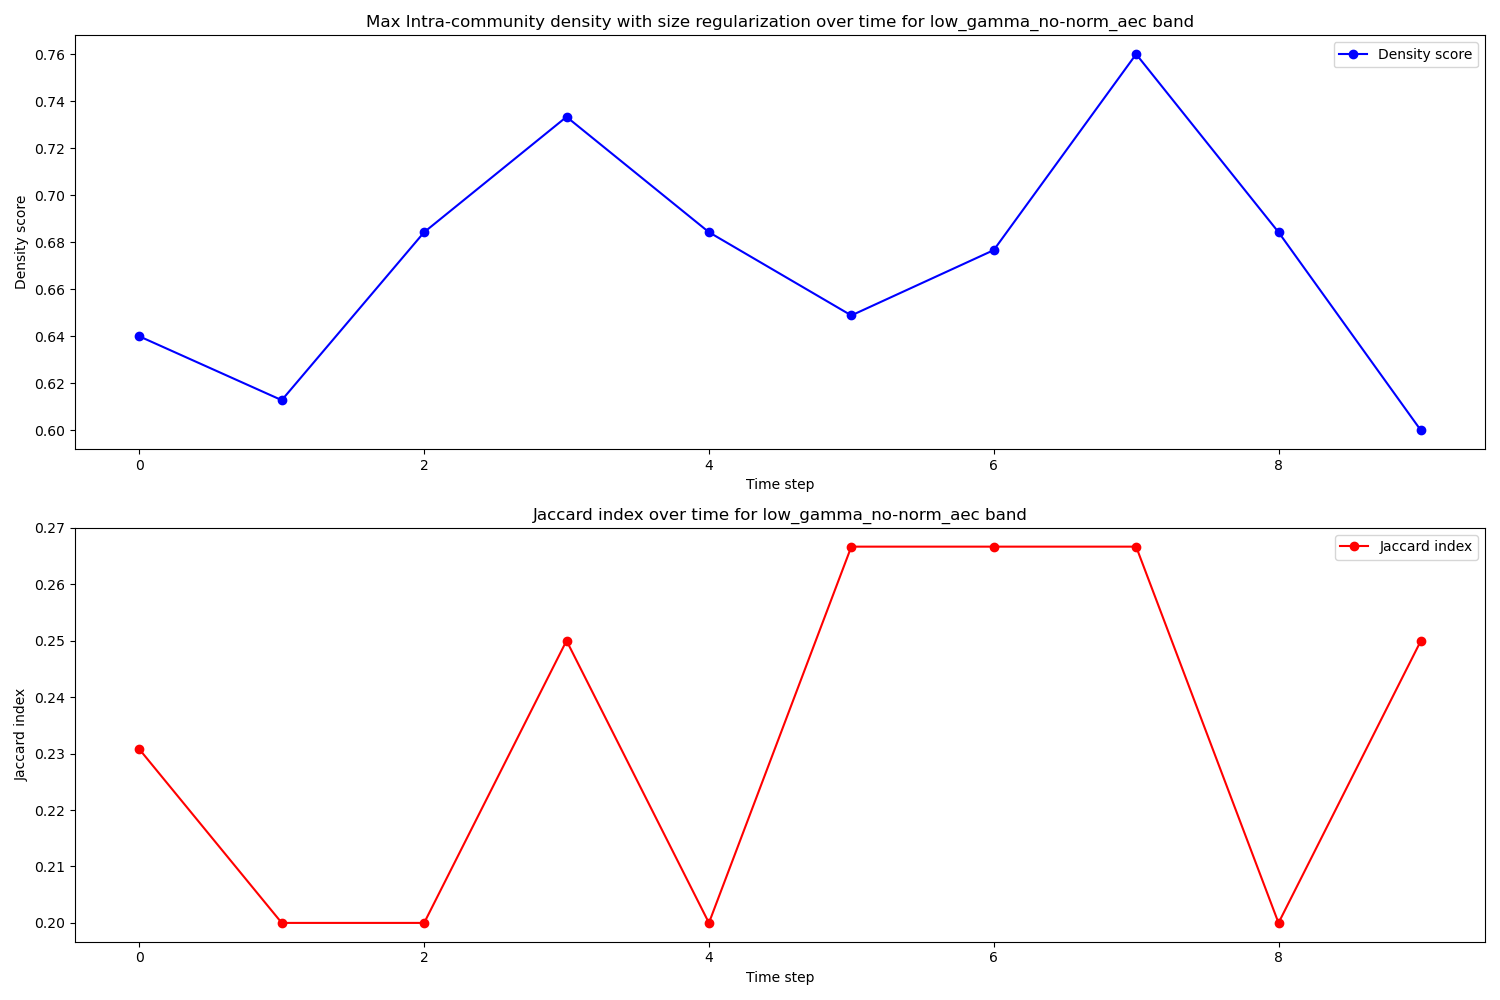 Max Intra-community density with size regularization over time for low_gamma_no-norm_aec band
Density score
0.76
0.74
0.72
0.70
0.68
0.66
0.64
0.62
0.60
Density score
0 2 4 6 8
Time step
Jaccard index over time for low_gamma_no-norm_aec band
Jaccard index
0.27
0.26
0.25
0.24
0.23
0.22
0.21
0.20
Jaccard index
0 2 4 6 8
Time step